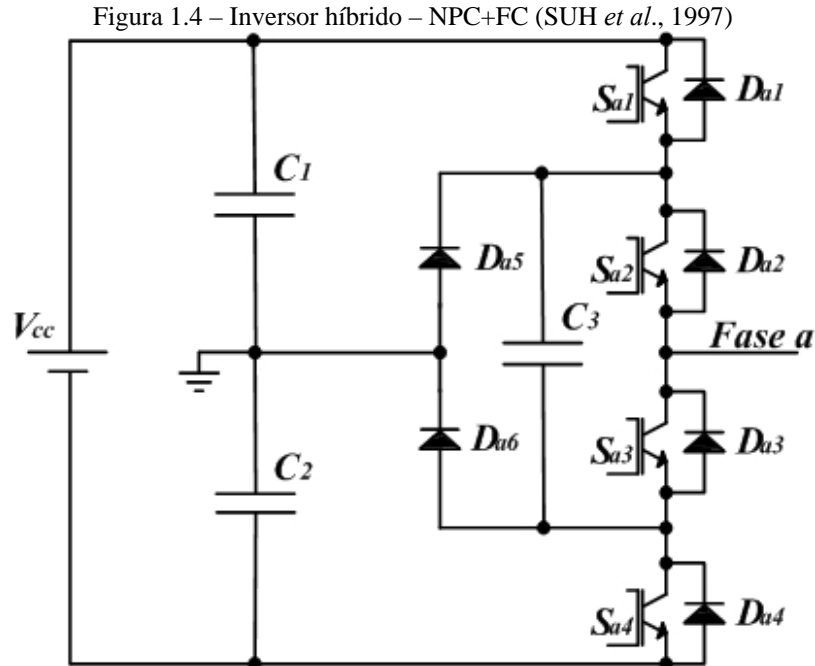 Figura 1.4 – Inversor híbrido – NPC+FC (SUH et al., 1997)
Sa1
Da1
C1
Da5
Sa2
Da2
C3
Vcc
Fase a
Da6
Sa3
Da3
C2
Sa4
Da4